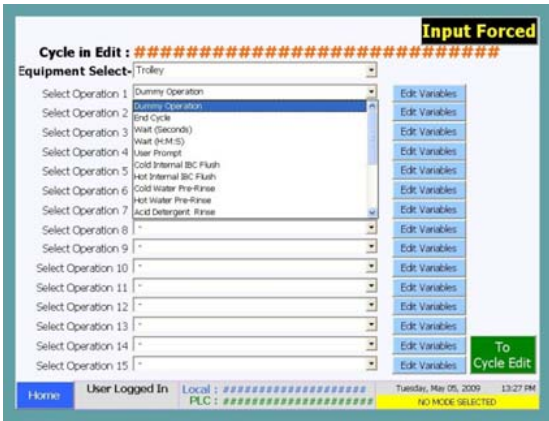 Input Forced
Cycle in Edit : ############################
Equipment Select- Trolley
Select Operation 1 Dummy Operation Edit Variables
Dummy Operation
Select Operation 2 End Cycle Edit Variables
Select Operation 3 Wait (Seconds) Edit Variables
Wait (H:M:S)
Select Operation 4 User Prompt Edit Variables
Select Operation 5 Cold Internal IBC Flush Edit Variables
Hot Internal IBC Flush
Select Operation 6 Cold Water Pre-Rinse Edit Variables
Hot Water Pre-Rinse
Select Operation 7 Acid Detergent Rinse Edit Variables
Select Operation 8 - Edit Variables
Select Operation 9 - Edit Variables
Select Operation 10 - Edit Variables
Select Operation 11 - Edit Variables
Select Operation 12 - Edit Variables
Select Operation 13 - Edit Variables
Select Operation 14 - Edit Variables
Select Operation 15 - Edit Variables
To
Cycle Edit
Home
User Logged In
Local : ####################
PLC : #####################
Tuesday, May 05, 2009 13:27 PM
NO MODE SELECTED